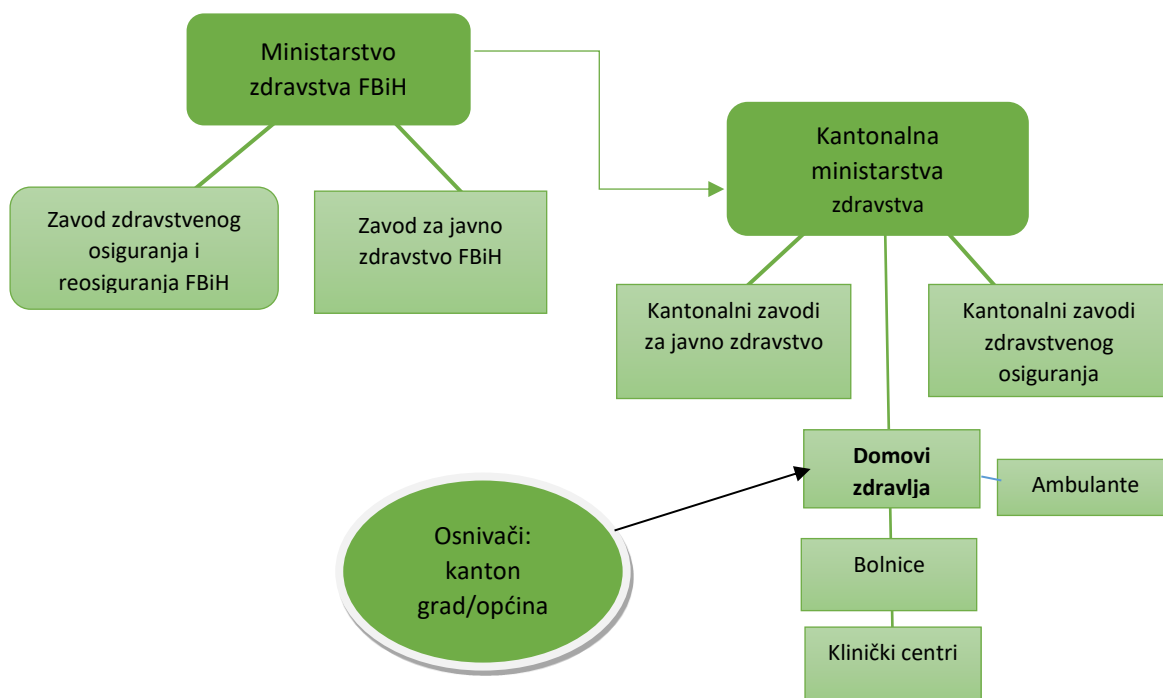 Ministarstvo
zdravstva FBiH
Kantonalna
ministarstva
zdravstva
Zavod zdravstvenog
osiguranja i
reosiguranja FBiH
Zavod za javno
zdravstvo FBiH
Kantonalni zavodi
za javno zdravstvo
Kantonalni zavodi
zdravstvenog
osiguranja
Domovi
zdravlja
Ambulante
Osnivači:
kanton
grad/općina
Bolnice
Klinički centri